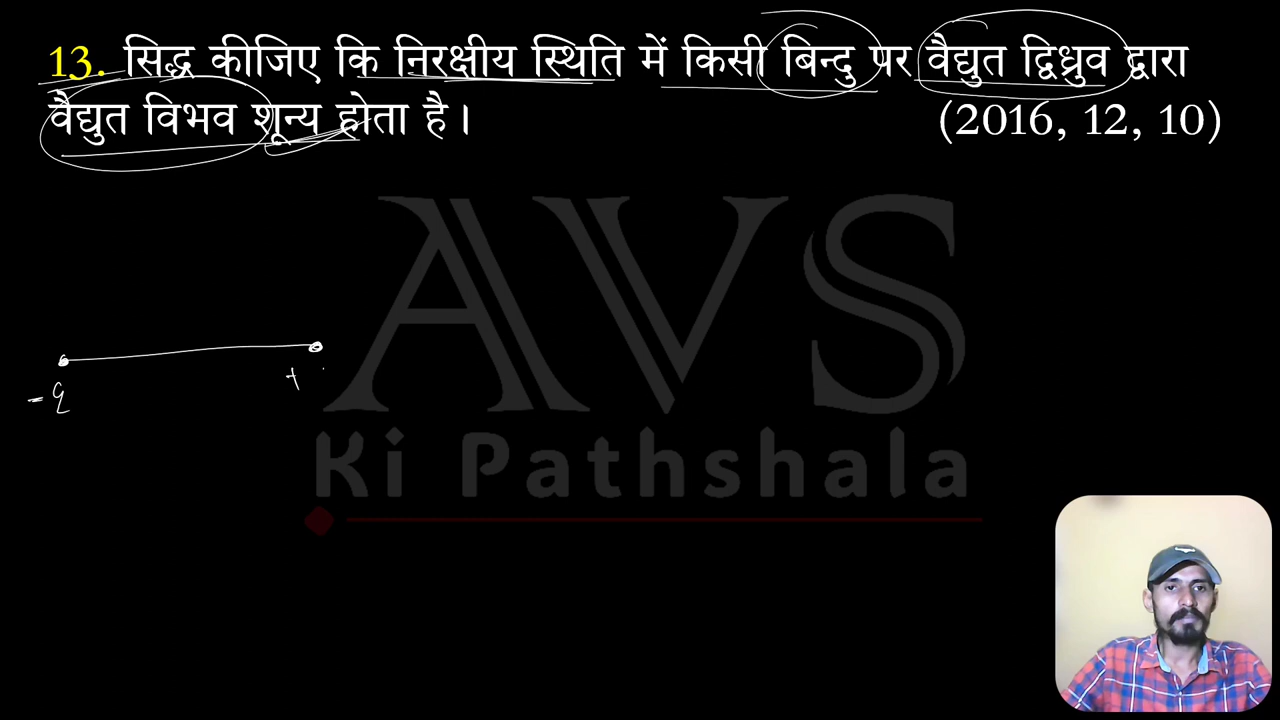 13. सिद्ध कीजिए कि निरक्षीय स्थिति में किसी बिन्दु पर वैद्युत द्विध्रुव द्वारा
वैद्युत विभव शून्य होता है। (2016, 12, 10)
AVS
Ki Pathshala
-q +